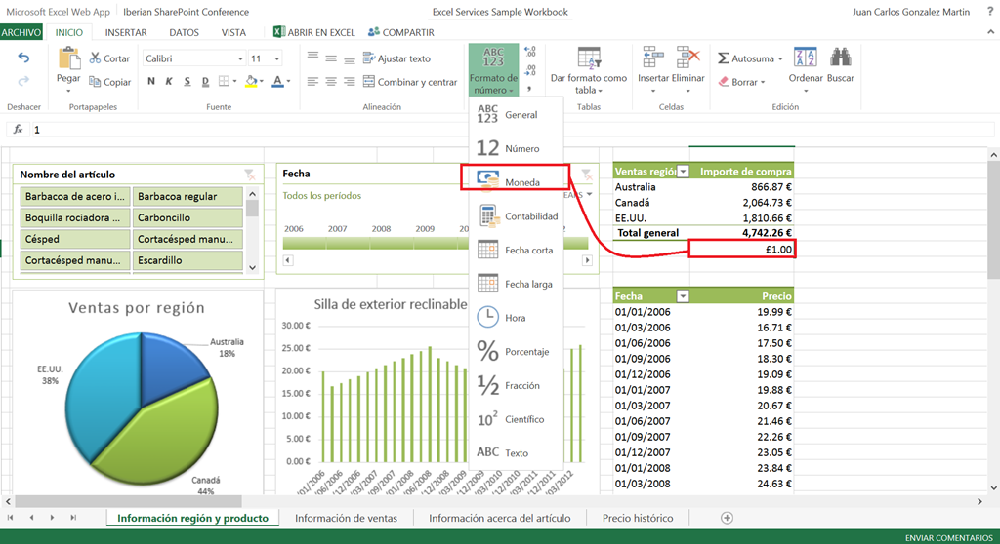 Microsoft Excel Web App Iberian SharePoint Conference Excel Services Sample Workbook Juan Carlos Gonzalez Martin ?
ARCHIVO INICIO INSERTAR DATOS VISTA ABRIR EN EXCEL COMPARTIR
Pegar
Cortar
Copiar
Calibri 11
N K S D
Ajustar texto
Combinar y centrar
ABC
123
Formato de
número
Dar formato como
tabla
Insertar Eliminar
Autosuma
Borrar
Ordenar Buscar
Deshacer Portapapeles Fuente Alineación Tablas Celdas Edición
fx 1
ABC
123 General
12 Número
Moneda
Contabilidad
Fecha corta
Fecha larga
Hora
% Porcentaje
½ Fracción
10² Científico
ABC Texto
Nombre del artículo
Barbacoa de acero i... Barbacoa regular
Boquilla rociadora ... Carboncillo
Césped Cortacésped manu...
Cortacésped manu... Escardillo
Fecha
Todos los períodos
2006 2007 2008 2009
Ventas región Importe de compra
Australia 866.87 €
Canadá 2,064.73 €
EE.UU. 1,810.66 €
Total general 4,742.26 €
£1.00
Ventas por región
Australia
18%
EE.UU.
38%
Canadá
44%
Silla de exterior reclinable
30.00 €
25.00 €
20.00 €
15.00 €
10.00 €
5.00 €
0.00 €
Fecha Precio
01/01/2006 19.99 €
01/03/2006 16.71 €
01/06/2006 17.50 €
01/09/2006 18.30 €
01/12/2006 19.09 €
01/01/2007 19.88 €
01/03/2007 20.67 €
01/06/2007 21.46 €
01/09/2007 22.26 €
01/12/2007 23.05 €
01/01/2008 23.84 €
01/03/2008 24.63 €
Información región y producto Información de ventas Información acerca del artículo Precio histórico
ENVIAR COMENTARIOS